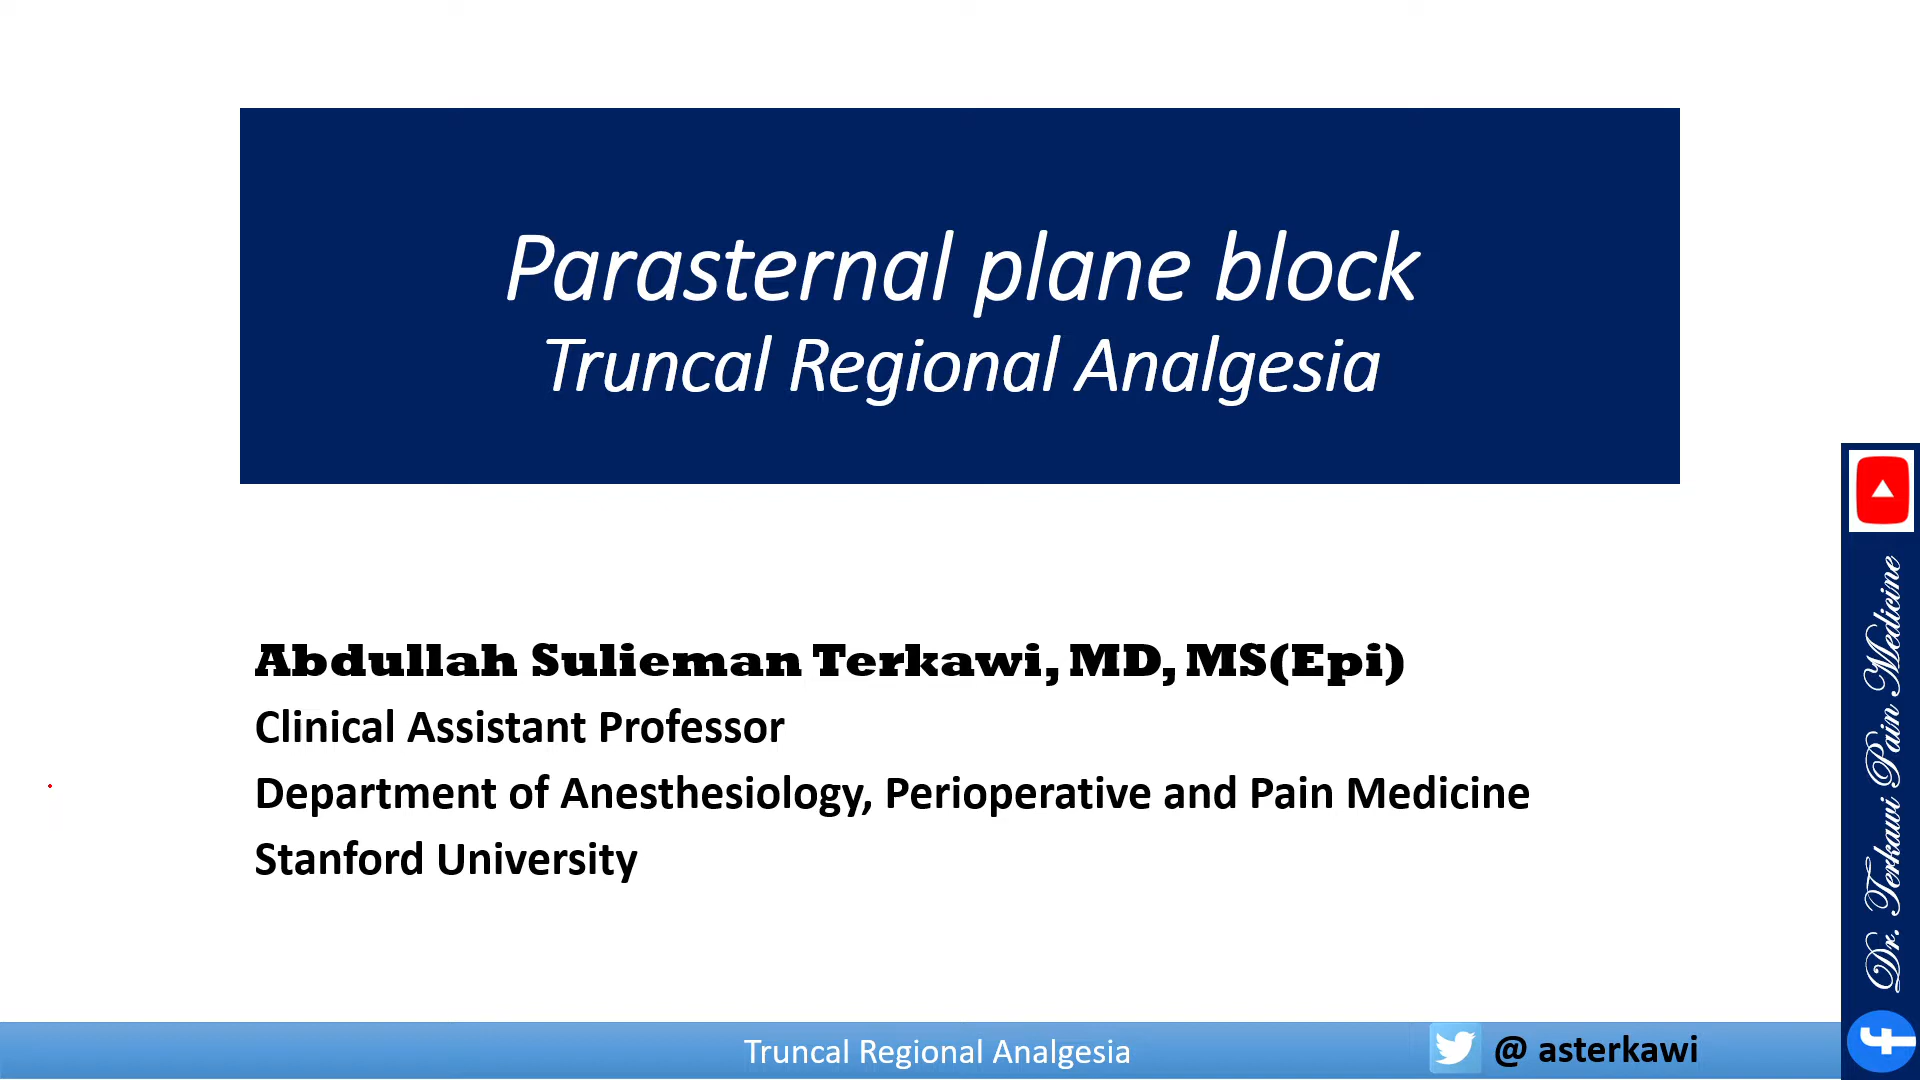 Parasternal plane block
Truncal Regional Analgesia
Abdullah Sulieman Terkawi, MD, MS(Epi)
Clinical Assistant Professor
Department of Anesthesiology, Perioperative and Pain Medicine
Stanford University
Dr. Terkawi Pain Medicine
Truncal Regional Analgesia
@ asterkawi